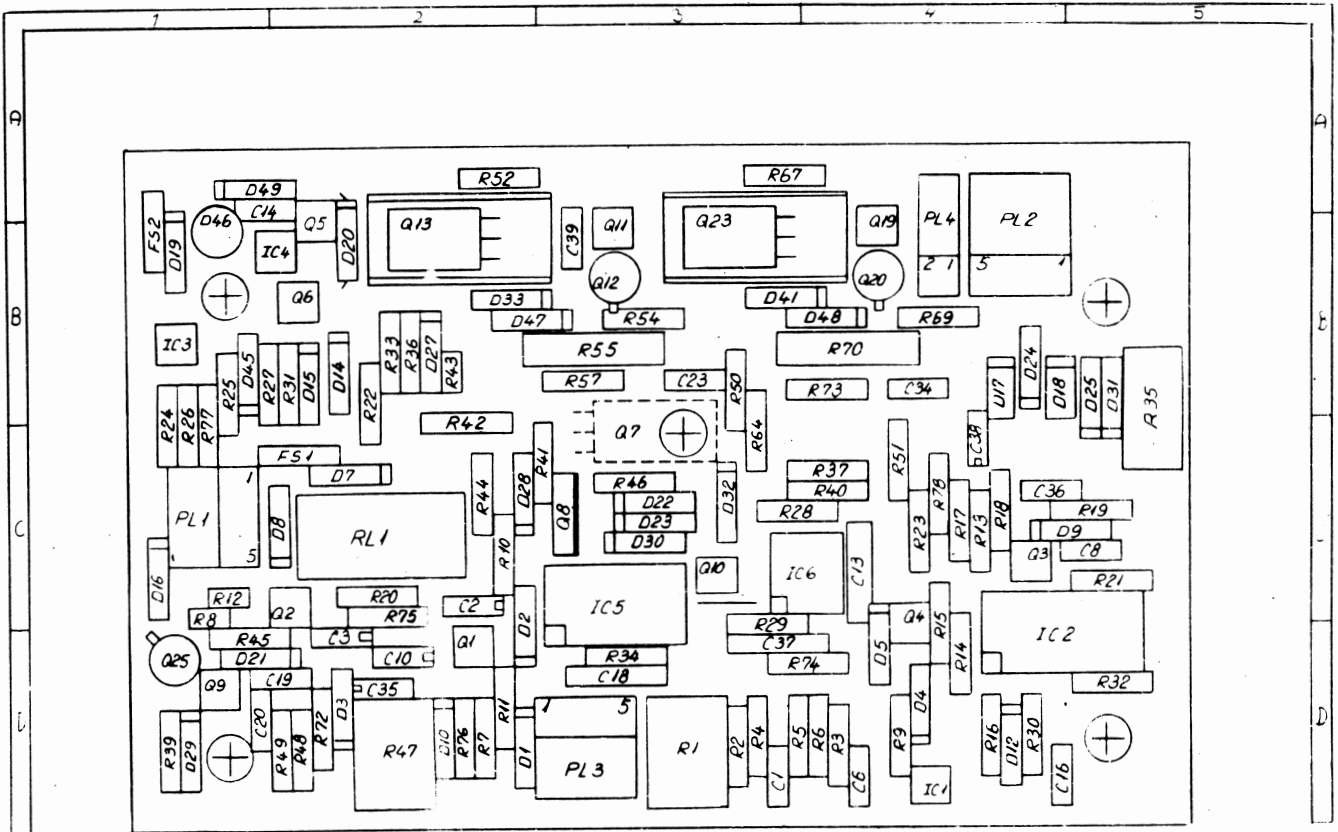 1 2 3 4 5
A A
R52 R67
D49
C14
FS2 D19 D46 Q5 D20 Q13 C39 Q11 Q23 Q19 PL4 PL2
IC4
Q12 Q20 2 1 5 1
B
Q6 D33 D41
D47 R54 D48 R69
IC3 R55 R70
R25 D45 R27 R31 D15 D14 R33 R36 D27 R43 D24
R22 R57 C23 R50 R73 C34 D17 D18 D25 D31 R35
R24 R26 R77
R42 Q7 R64 C38
FS1 R41 R51
D7 R44 D28 R46 D32 R37 R78
1 D22 R40 C36
PL1 D8 RL1 Q8 D23 R28 R23 R17 R13 R18 R19
C C
D30 D9
5 R10 Q3 C8
D16 Q10 IC6 C13 R21
R12 Q2 R20 C2 D2 IC5 R15
R8 R75 R29 Q4 IC2
R45 C3 Q1 C37 D5 R14
Q25 D21 C10 R34 R74
Q9 C19 C35 C18 R32
D D
C20 R72 D3 R11 1 5 D4
R39 D29 R49 R48 R47 D10 R76 R7 D1 PL3 R1 R2 R4 R5 R6 R3 R9 R16 D12 R30
C1 C6 IC1 C16